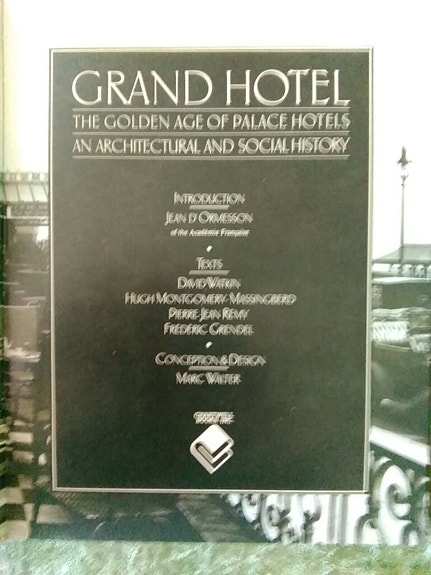 GRAND HOTEL
THE GOLDEN AGE OF PALACE HOTELS
AN ARCHITECTURAL AND SOCIAL HISTORY
INTRODUCTION
JEAN D'ORMESSON
of the Académie Française
TEXTS
DAVID WATKIN
HUGH MONTGOMERY-MASSINGBERD
PIERRE JEAN REMY
FRÉDÉRIC GRENDEL
CONCEPTION & DESIGN
MARC WALTER